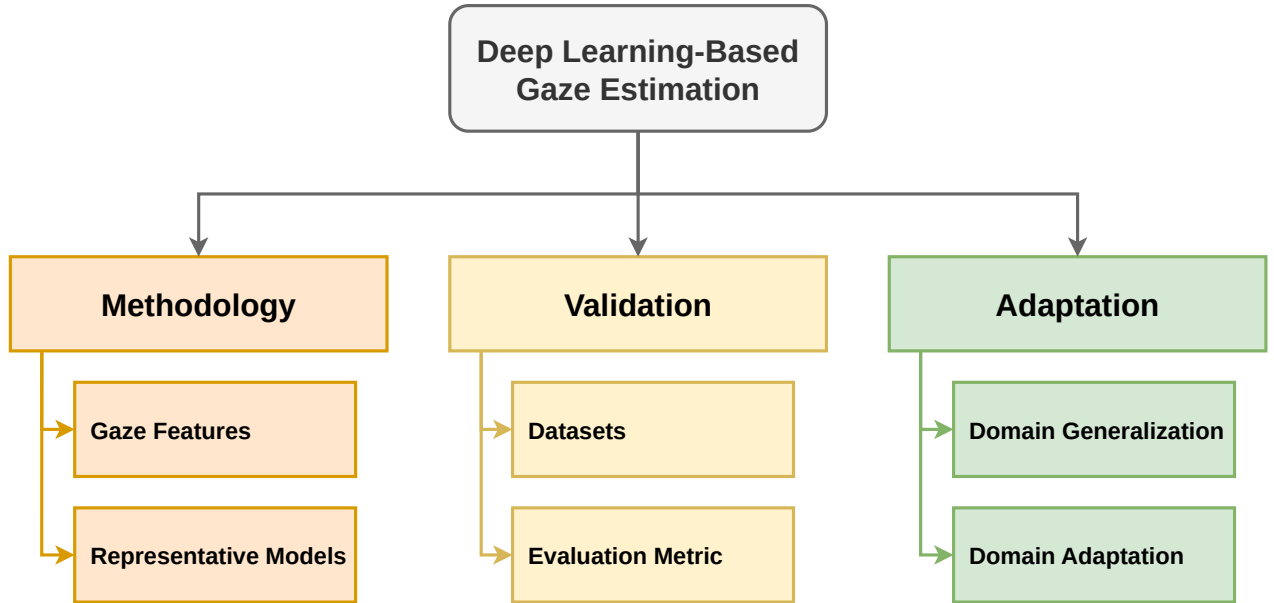 Deep Learning-Based
Gaze Estimation
Methodology
Gaze Features
Representative Models
Validation
Datasets
Evaluation Metric
Adaptation
Domain Generalization
Domain Adaptation